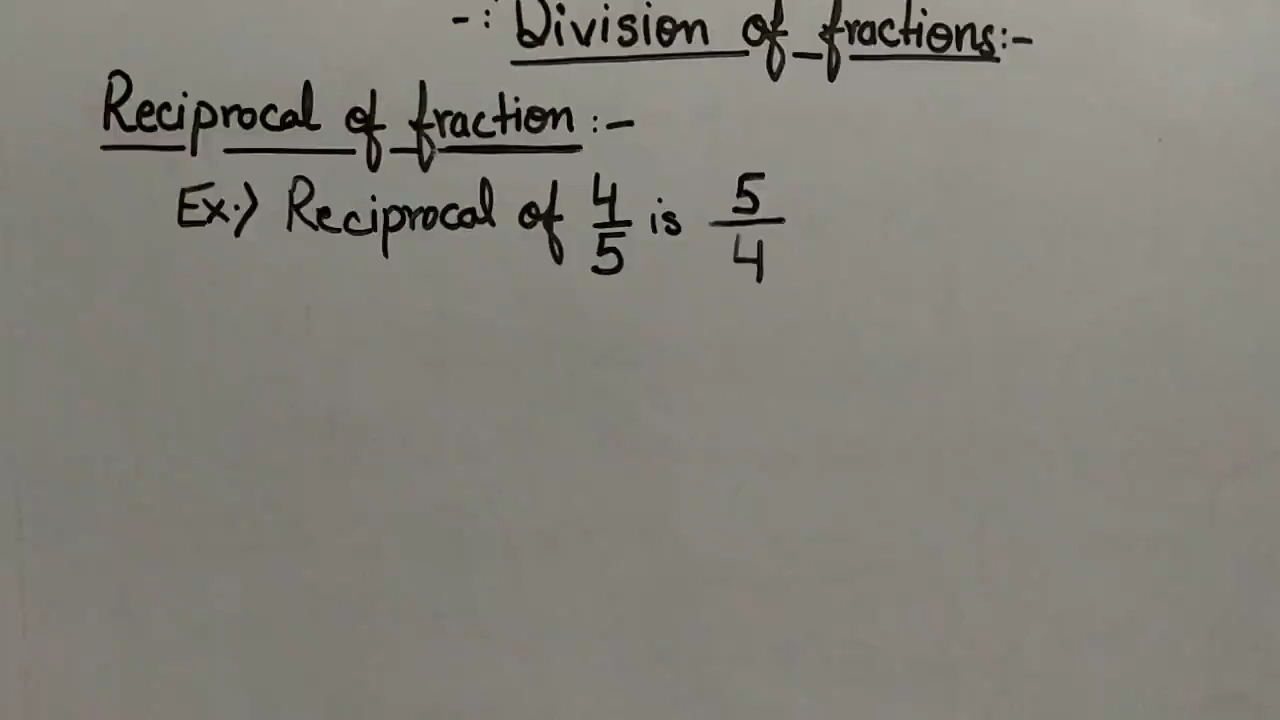 -: Division of fractions:-
Reciprocal of fraction :-
Ex:) Reciprocal of 4/5 is 5/4